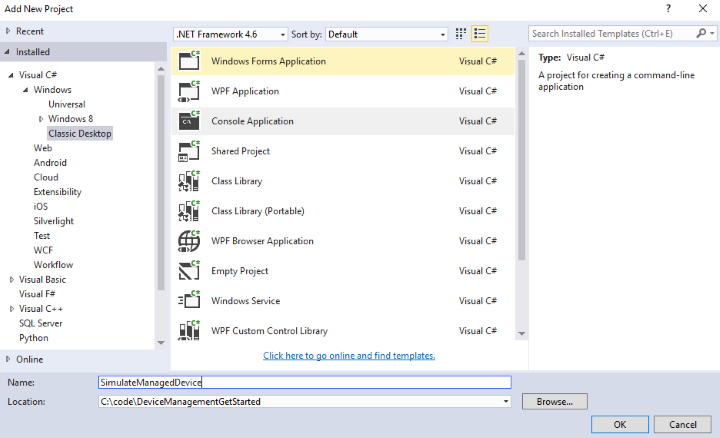 Add New Project
? ×
Recent
.NET Framework 4.6 Sort by: Default
Search Installed Templates (Ctrl+E)
Installed
Visual C#
Windows
Universal
Windows 8
Classic Desktop
Web
Android
Cloud
Extensibility
iOS
Silverlight
Test
WCF
Workflow
Visual Basic
Visual F#
Visual C++
SQL Server
Python
Online
C# Windows Forms Application Visual C#
C# WPF Application Visual C#
C# C:\ Console Application Visual C#
C# Shared Project Visual C#
C# Class Library Visual C#
C# Class Library (Portable) Visual C#
C# WPF Browser Application Visual C#
C# Empty Project Visual C#
C# Windows Service Visual C#
C# WPF Custom Control Library Visual C#
Click here to go online and find templates.
Type: Visual C#
A project for creating a command-line
application
Name: SimulateManagedDevice
Location: C:\code\DeviceManagementGetStarted Browse...
OK Cancel